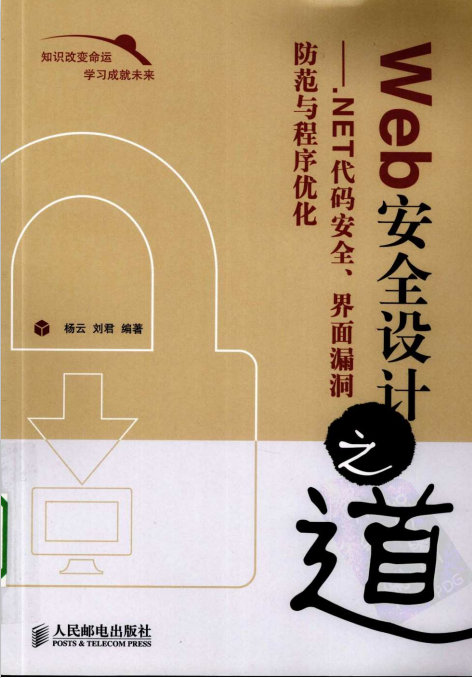 知识改变命运
学习成就未来
Web安全设计之道
——.NET代码安全、界面漏洞
防范与程序优化
杨云 刘君 编著
人民邮电出版社
POSTS & TELECOM PRESS